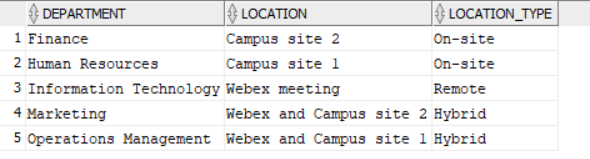 DEPARTMENT LOCATION LOCATION_TYPE
1 Finance Campus site 2 On-site
2 Human Resources Campus site 1 On-site
3 Information Technology Webex meeting Remote
4 Marketing Webex and Campus site 2 Hybrid
5 Operations Management Webex and Campus site 1 Hybrid